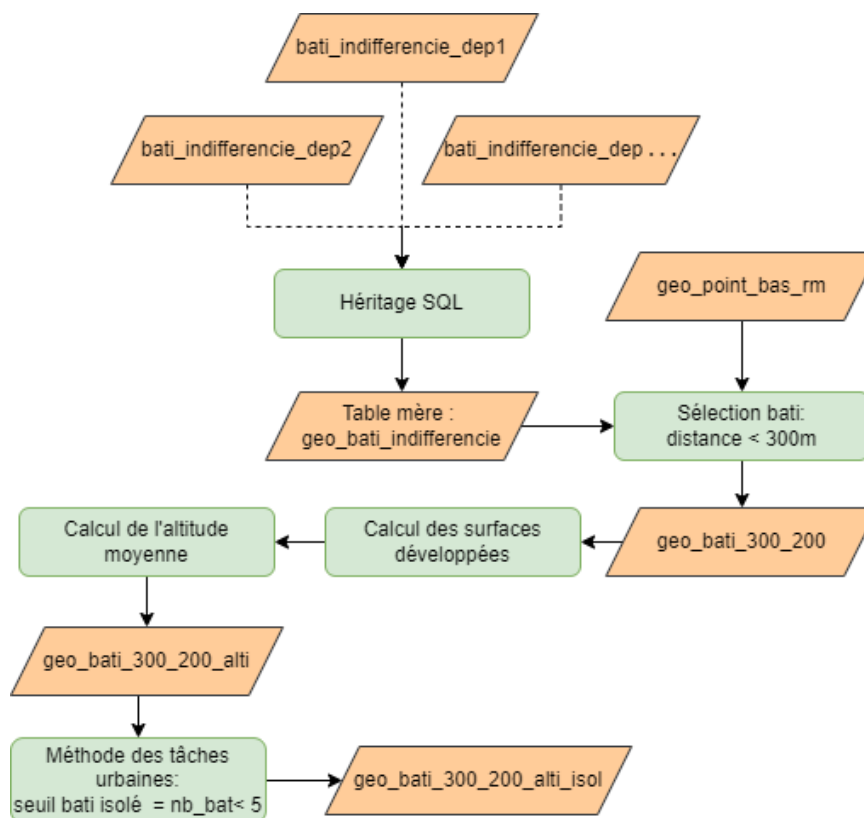 bati_indifferencie_dep1
bati_indifferencie_dep2
bati_indifferencie_dep . . .
Héritage SQL
geo_point_bas_rm
Table mère :
geo_bati_indifferencie
Sélection bati:
distance < 300m
Calcul de l'altitude
moyenne
Calcul des surfaces
développées
geo_bati_300_200
geo_bati_300_200_alti
Méthode des tâches
urbaines:
seuil bati isolé = nb_bat< 5
geo_bati_300_200_alti_isol